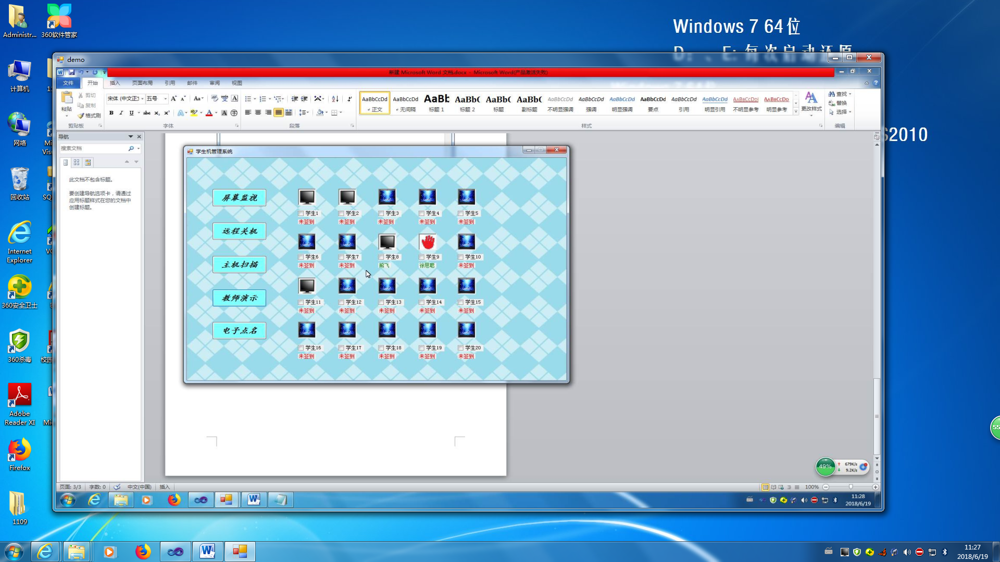 Administr...
360软件管家
计算机
网络
回收站
Internet
Explorer
360安全卫士
360杀毒
Adobe
Reader XI
Firefox
1109
Windows 7 64位
D: 、E: 每次启动还原
2010
demo
新建 Microsoft Word 文档.docx - Microsoft Word(产品激活失败)
文件 开始 插入 页面布局 引用 邮件 审阅 视图
粘贴
剪切
复制
格式刷
剪贴板
宋体 (中文正 五号
字体
段落
AaBbCcDd AaBbCcDd AaBb AaBbC AaBbC AaBbC AaBbCcDd AaBbCcDd AaBbCcDd AaBbCcDd AaBbCcDd AaBbCcDd AaBbCcDd AaBbCcDd
正文 无间隔 标题 1 标题 2 标题 副标题 不明显强调 强调 明显强调 要点 引用 明显引用 不明显参考 明显参考
更改样式
样式
查找
替换
选择
编辑
导航
搜索文档
此文档不包含标题。
要创建导航选项卡，请通过
应用标题样式在您的文档中
创建标题。
学生机管理系统
屏幕监视
远程关机
主机扫描
教师演示
电子点名
学生1 学生2 学生3 学生4 学生5
未签到 未签到 未签到 未签到 未签到
学生6 学生7 学生8 学生9 学生10
未签到 未签到 熊飞 徐思聪 未签到
学生11 学生12 学生13 学生14 学生15
未签到 未签到 未签到 未签到 未签到
学生16 学生17 学生18 学生19 学生20
未签到 未签到 未签到 未签到 未签到
49% 679K/s
9.2K/s
55
页面: 3/3 字数: 0 中文(中国) 插入 100%
11:28
2018/6/19
11:27
2018/6/19